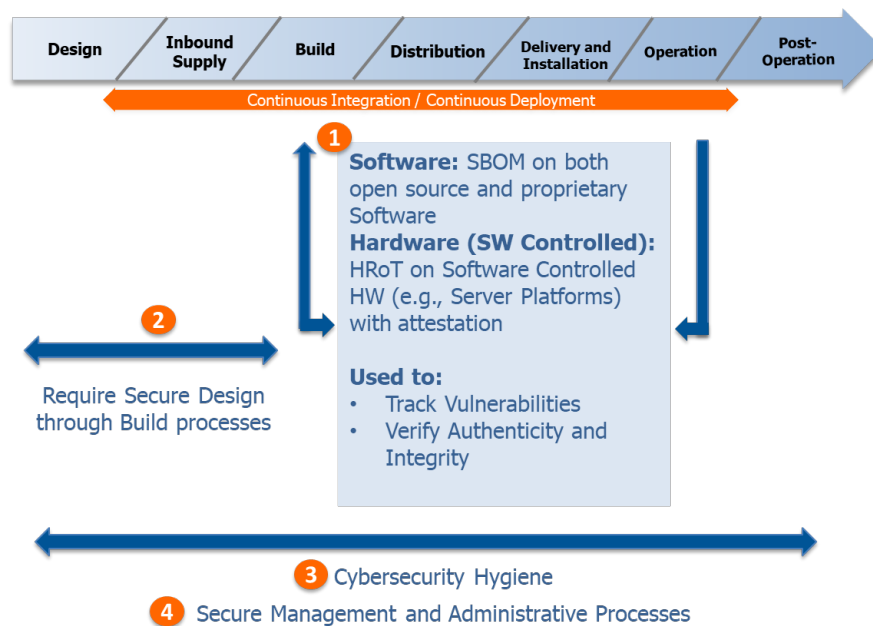 Design
Inbound
Supply
Build
Distribution
Delivery and
Installation
Operation
Post-
Operation
Continuous Integration / Continuous Deployment
1
Software: SBOM on both
open source and proprietary
Software
Hardware (SW Controlled):
HRoT on Software Controlled
HW (e.g., Server Platforms)
with attestation
Used to:
• Track Vulnerabilities
• Verify Authenticity and
Integrity
2
Require Secure Design
through Build processes
3 Cybersecurity Hygiene
4 Secure Management and Administrative Processes